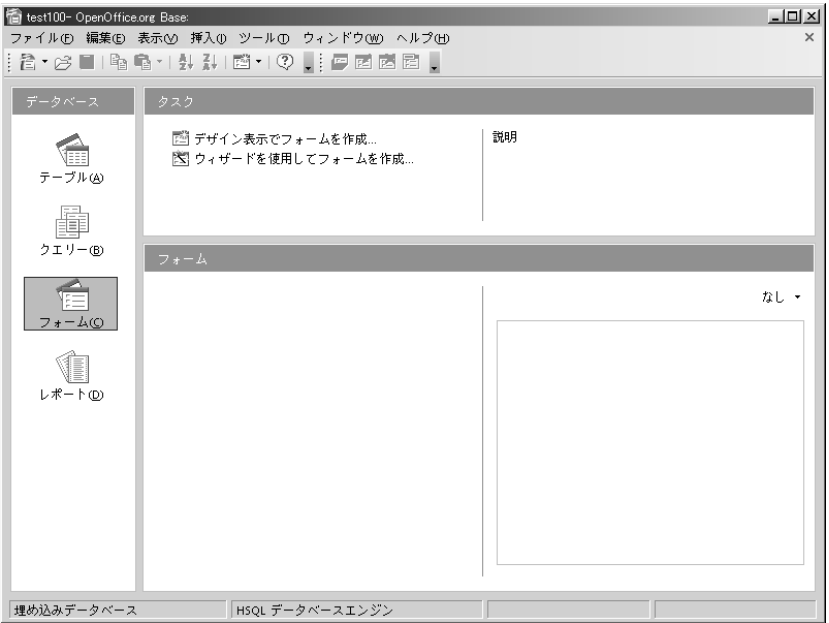 test100- OpenOffice.org Base:
ファイル(F) 編集(E) 表示(V) 挿入(I) ツール(T) ウィンドウ(W) ヘルプ(H)
データベース
タスク
テーブル(A)
クエリー(B)
フォーム(C)
レポート(D)
デザイン表示でフォームを作成...
ウィザードを使用してフォームを作成...
説明
フォーム
なし
埋め込みデータベース
HSQL データベースエンジン